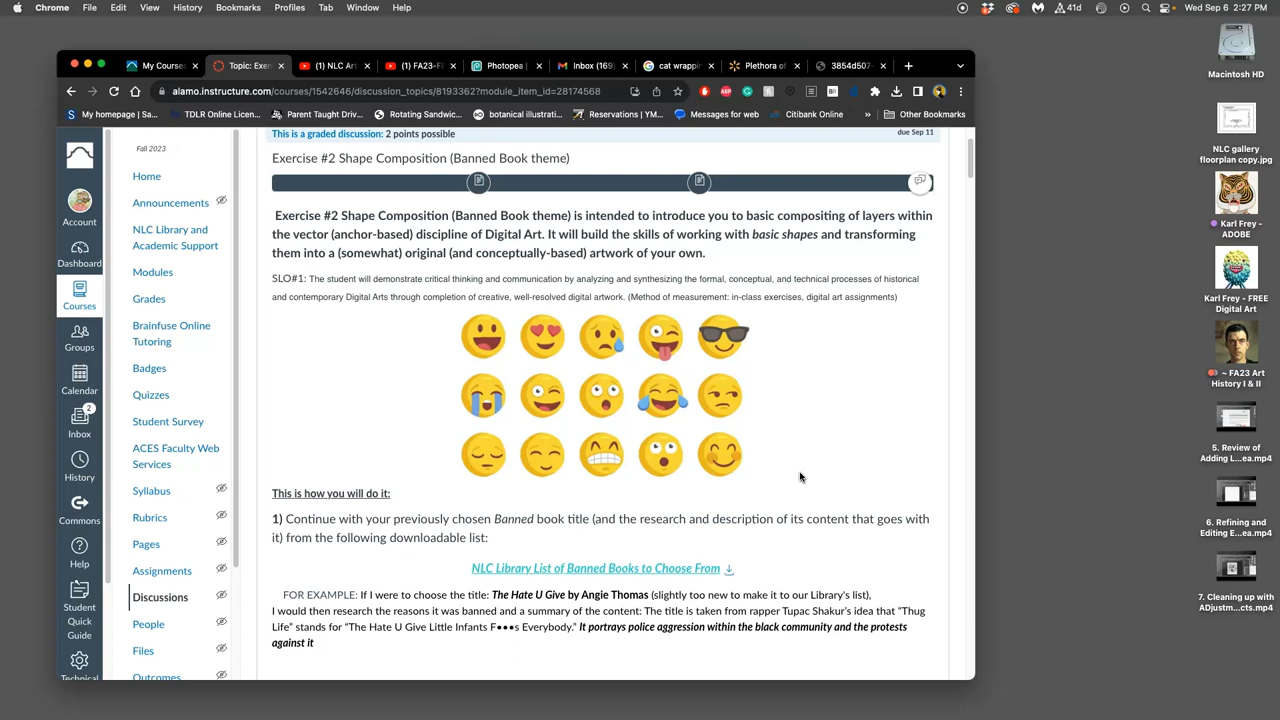 Chrome File Edit View History Bookmarks Profiles Tab Window Help
41d Wed Sep 6 2:27 PM
My Courses Topic: Exer (1) NLC Art (1) FA23-F Photopea | Inbox (169) cat wrappin Plethora of 3854d507-
alamo.instructure.com/courses/1542646/discussion_topics/8193362?module_item_id=28174568
My homepage | Sa... TDLR Online Licen... Parent Taught Driv... Rotating Swindler... botanical illustrati... Reservations | YM... Messages for web Citibank Online » Other Bookmarks
Account
Dashboard
Courses
Groups
Calendar
2
Inbox
History
Commons
Help
Student
Quick
Guide
Technical
Fall 2023
Home
Announcements
NLC Library and
Academic Support
Modules
Grades
Brainfuse Online
Tutoring
Badges
Quizzes
Student Survey
ACES Faculty Web
Services
Syllabus
Rubrics
Pages
Assignments
Discussions
People
Files
Outcomes
This is a graded discussion: 2 points possible
due Sep 11
Exercise #2 Shape Composition (Banned Book theme)
Exercise #2 Shape Composition (Banned Book theme) is intended to introduce you to basic compositing of layers within
the vector (anchor-based) discipline of Digital Art. It will build the skills of working with basic shapes and transforming
them into a (somewhat) original (and conceptually-based) artwork of your own.
SLO#1: The student will demonstrate critical thinking and communication by analyzing and synthesizing the formal, conceptual, and technical processes of historical
and contemporary Digital Arts through completion of creative, well-resolved digital artwork. (Method of measurement: in-class exercises, digital art assignments)
This is how you will do it:
1) Continue with your previously chosen Banned book title (and the research and description of its content that goes with
it) from the following downloadable list:
NLC Library List of Banned Books to Choose From
FOR EXAMPLE: If I were to choose the title: The Hate U Give by Angie Thomas (slightly too new to make it to our Library's list),
I would then research the reasons it was banned and a summary of the content: The title is taken from rapper Tupac Shakur's idea that "Thug
Life" stands for "The Hate U Give Little Infants F•••s Everybody." It portrays police aggression within the black community and the protests
against it
Macintosh HD
NLC gallery
floorplan copy.jpg
Karl Frey -
ADOBE
Karl Frey - FREE
Digital Art
~ FA23 Art
History I & II
5. Review of
Adding L...ea.mp4
6. Refining and
Editing E...ea.mp4
7. Cleaning up with
ADjustm...cts.mp4